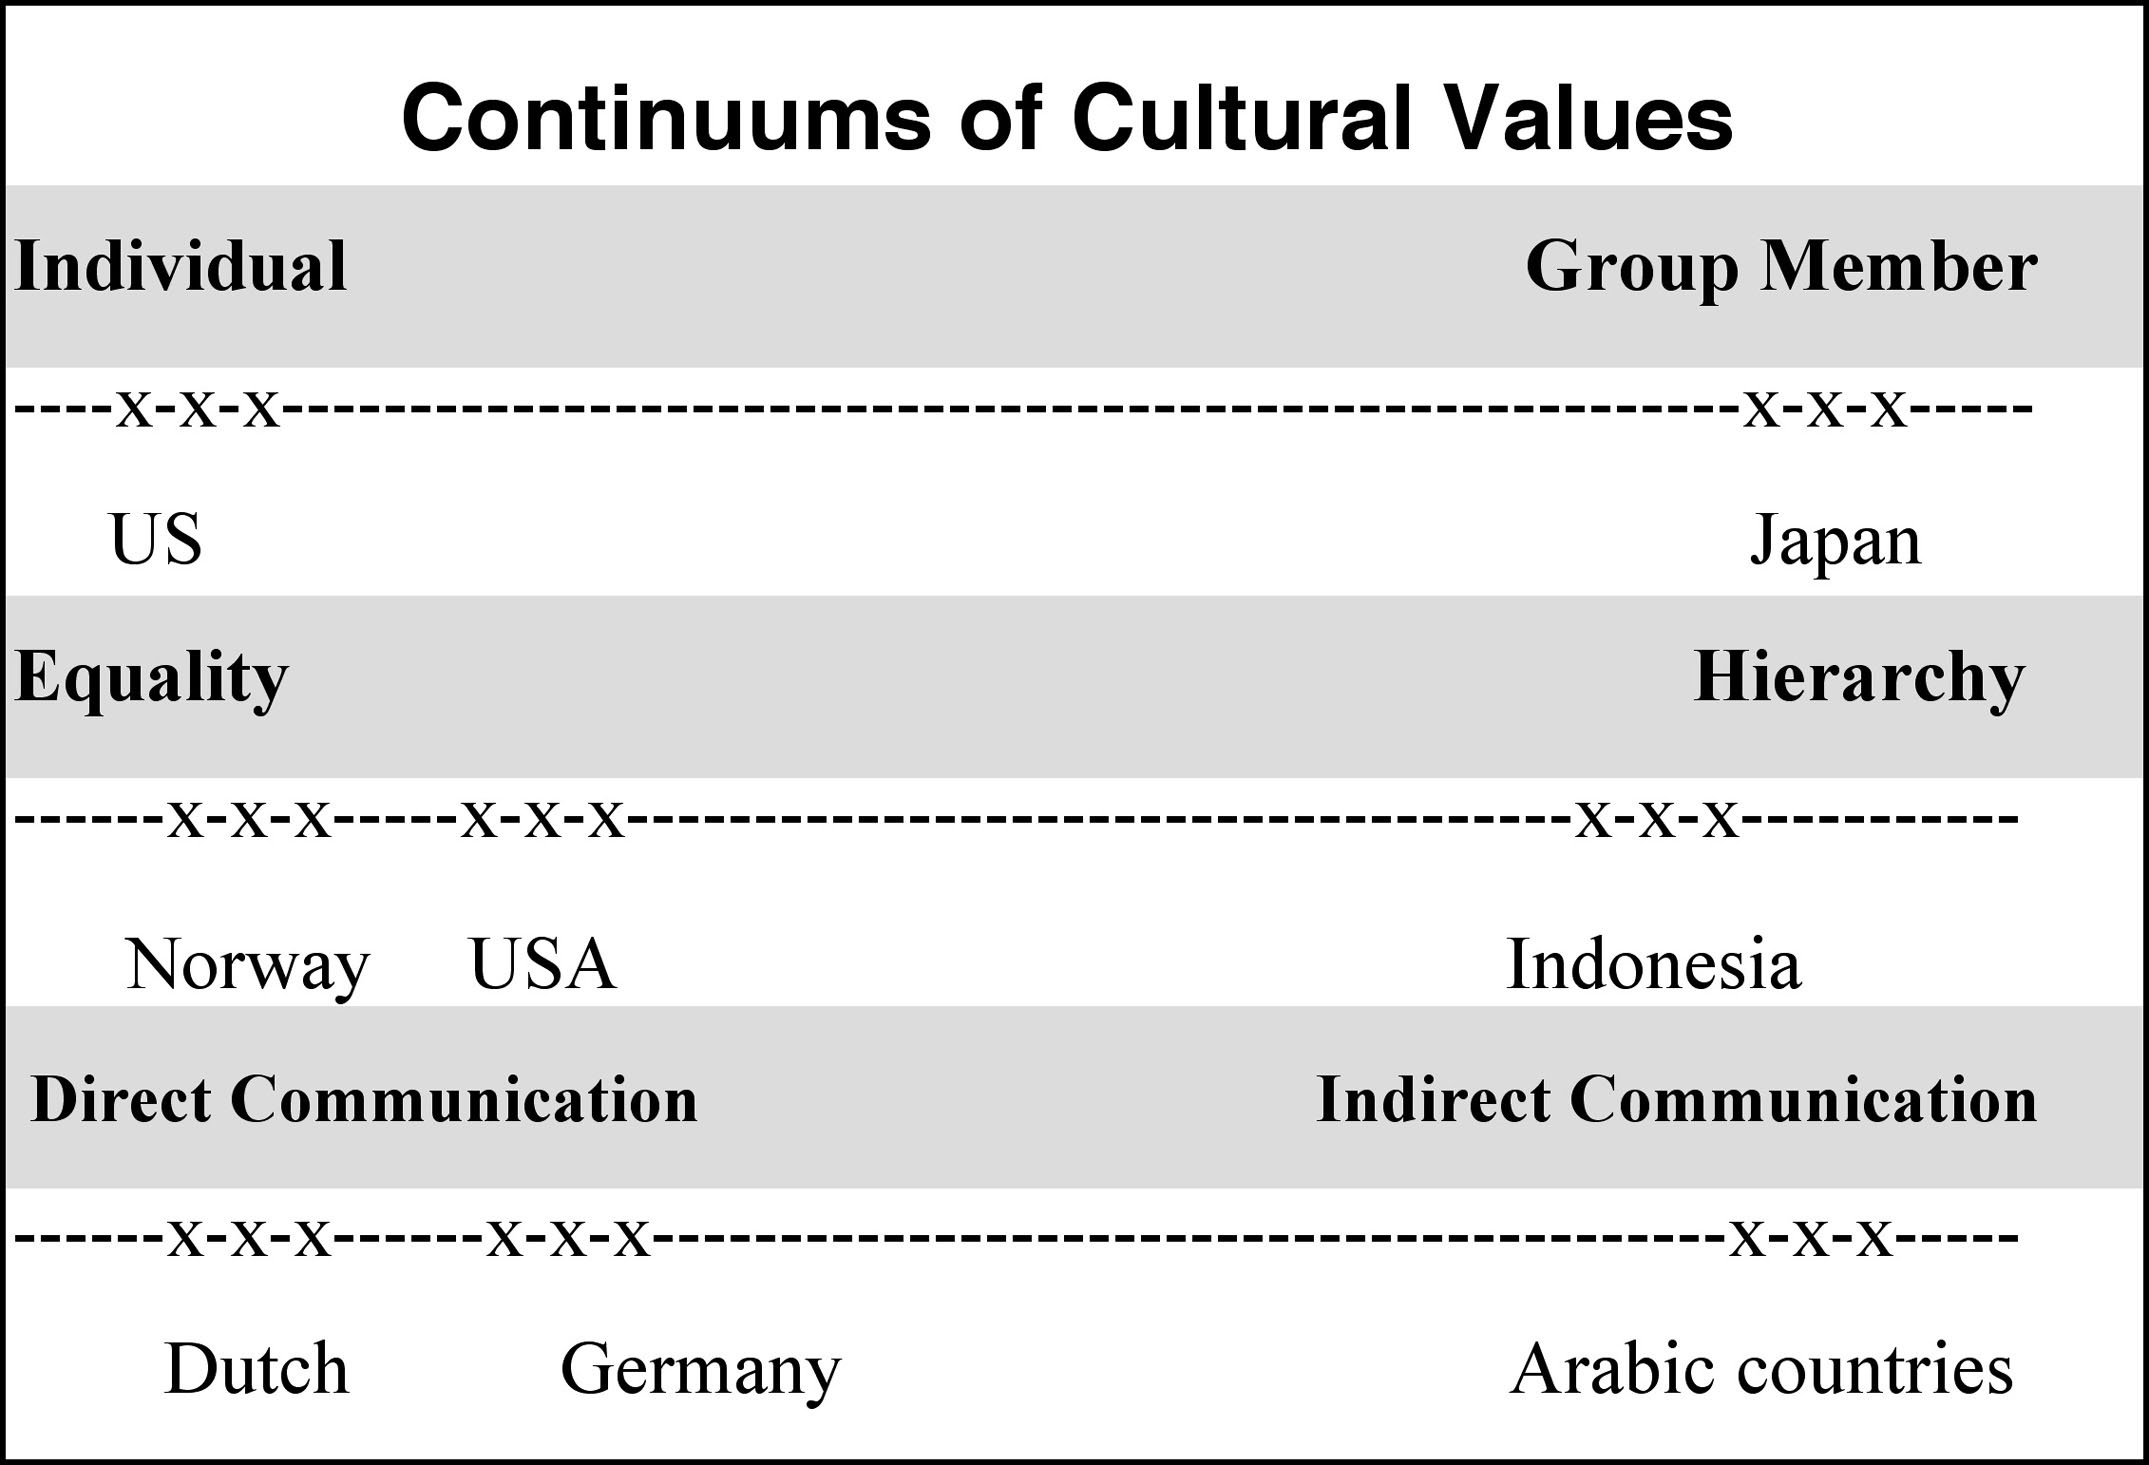 Continuums of Cultural Values
Individual Group Member
----x-x-x---------------------------------------------------------x-x-x-----
US Japan
Equality Hierarchy
------x-x-x-----x-x-x-------------------------------------x-x-x-----------
Norway USA Indonesia
Direct Communication Indirect Communication
------x-x-x------x-x-x------------------------------------------x-x-x-----
Dutch Germany Arabic countries